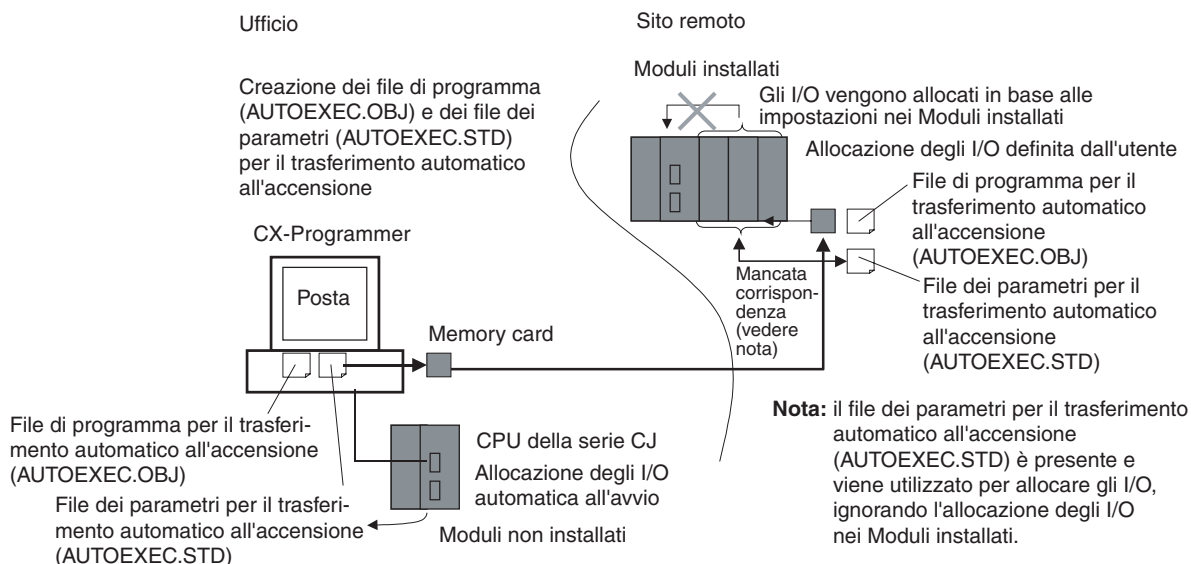 Ufficio
Creazione dei file di programma
(AUTOEXEC.OBJ) e dei file dei
parametri (AUTOEXEC.STD)
per il trasferimento automatico
all'accensione
CX-Programmer
Posta
Memory card
File di programma per il trasferi-
mento automatico all'accensione
(AUTOEXEC.OBJ)
File dei parametri per il trasferi-
mento automatico all'accensione
(AUTOEXEC.STD)
CPU della serie CJ
Allocazione degli I/O
automatica all'avvio
Moduli non installati
Sito remoto
Moduli installati
Gli I/O vengono allocati in base alle
impostazioni nei Moduli installati
Allocazione degli I/O definita dall'utente
File di programma per il
trasferimento automatico
all'accensione
(AUTOEXEC.OBJ)
File dei parametri per il
trasferimento automatico
all'accensione
(AUTOEXEC.STD)
Mancata
corrispon-
denza
(vedere
nota)
Nota: il file dei parametri per il trasferimento
automatico all'accensione
(AUTOEXEC.STD) è presente e
viene utilizzato per allocare gli I/O,
ignorando l'allocazione degli I/O
nei Moduli installati.